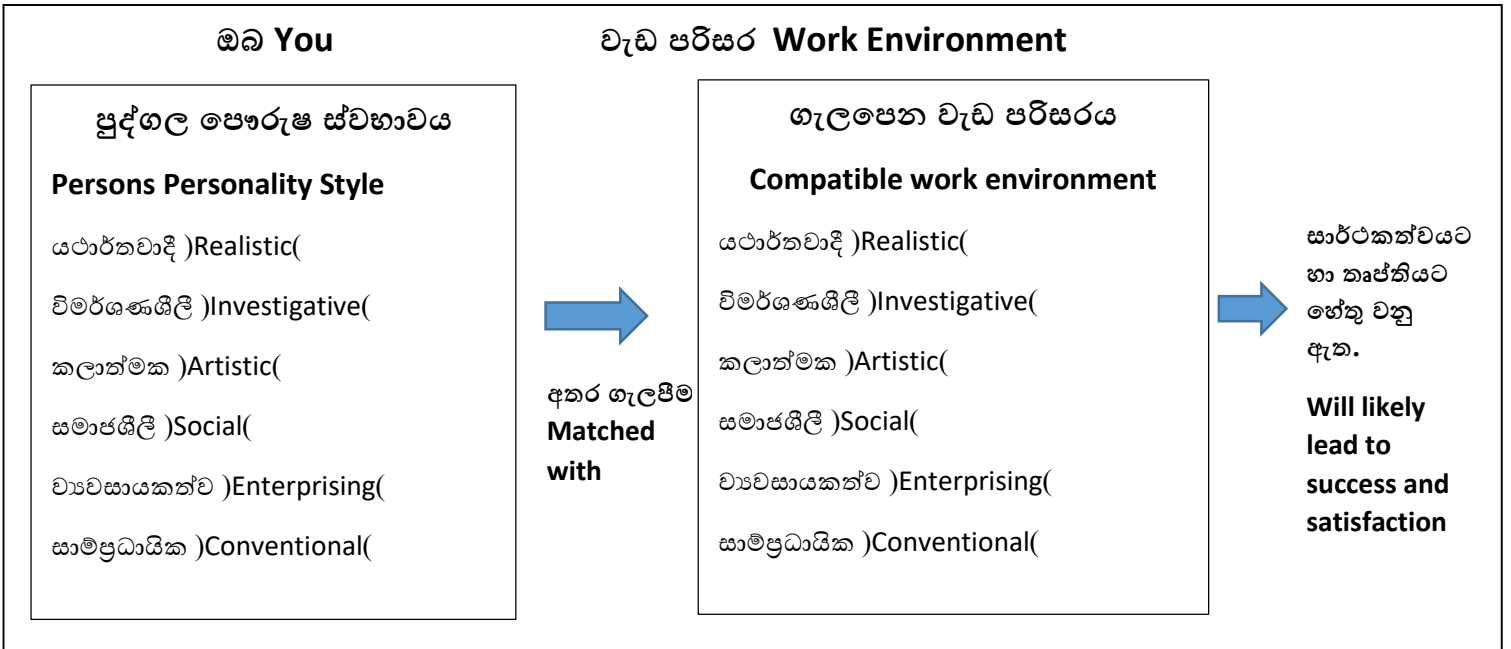 ඔබ You
වැඩ පරිසර Work Environment
පුද්ගල පෞරුෂ ස්වභාවය
Persons Personality Style
යථාර්තවාදී )Realistic(
විමර්ශණශීලී )Investigative(
කලාත්මක )Artistic(
සමාජශීලී )Social(
ව්‍යවසායකත්ව )Enterprising(
සාම්ප්‍රධායික )Conventional(
අතර ගැලපීම
Matched
with
ගැලපෙන වැඩ පරිසරය
Compatible work environment
යථාර්තවාදී )Realistic(
විමර්ශණශීලී )Investigative(
කලාත්මක )Artistic(
සමාජශීලී )Social(
ව්‍යවසායකත්ව )Enterprising(
සාම්ප්‍රධායික )Conventional(
සාර්ථකත්වයට
හා තෘප්තියට
හේතු වනු
ඇත.
Will likely
lead to
success and
satisfaction